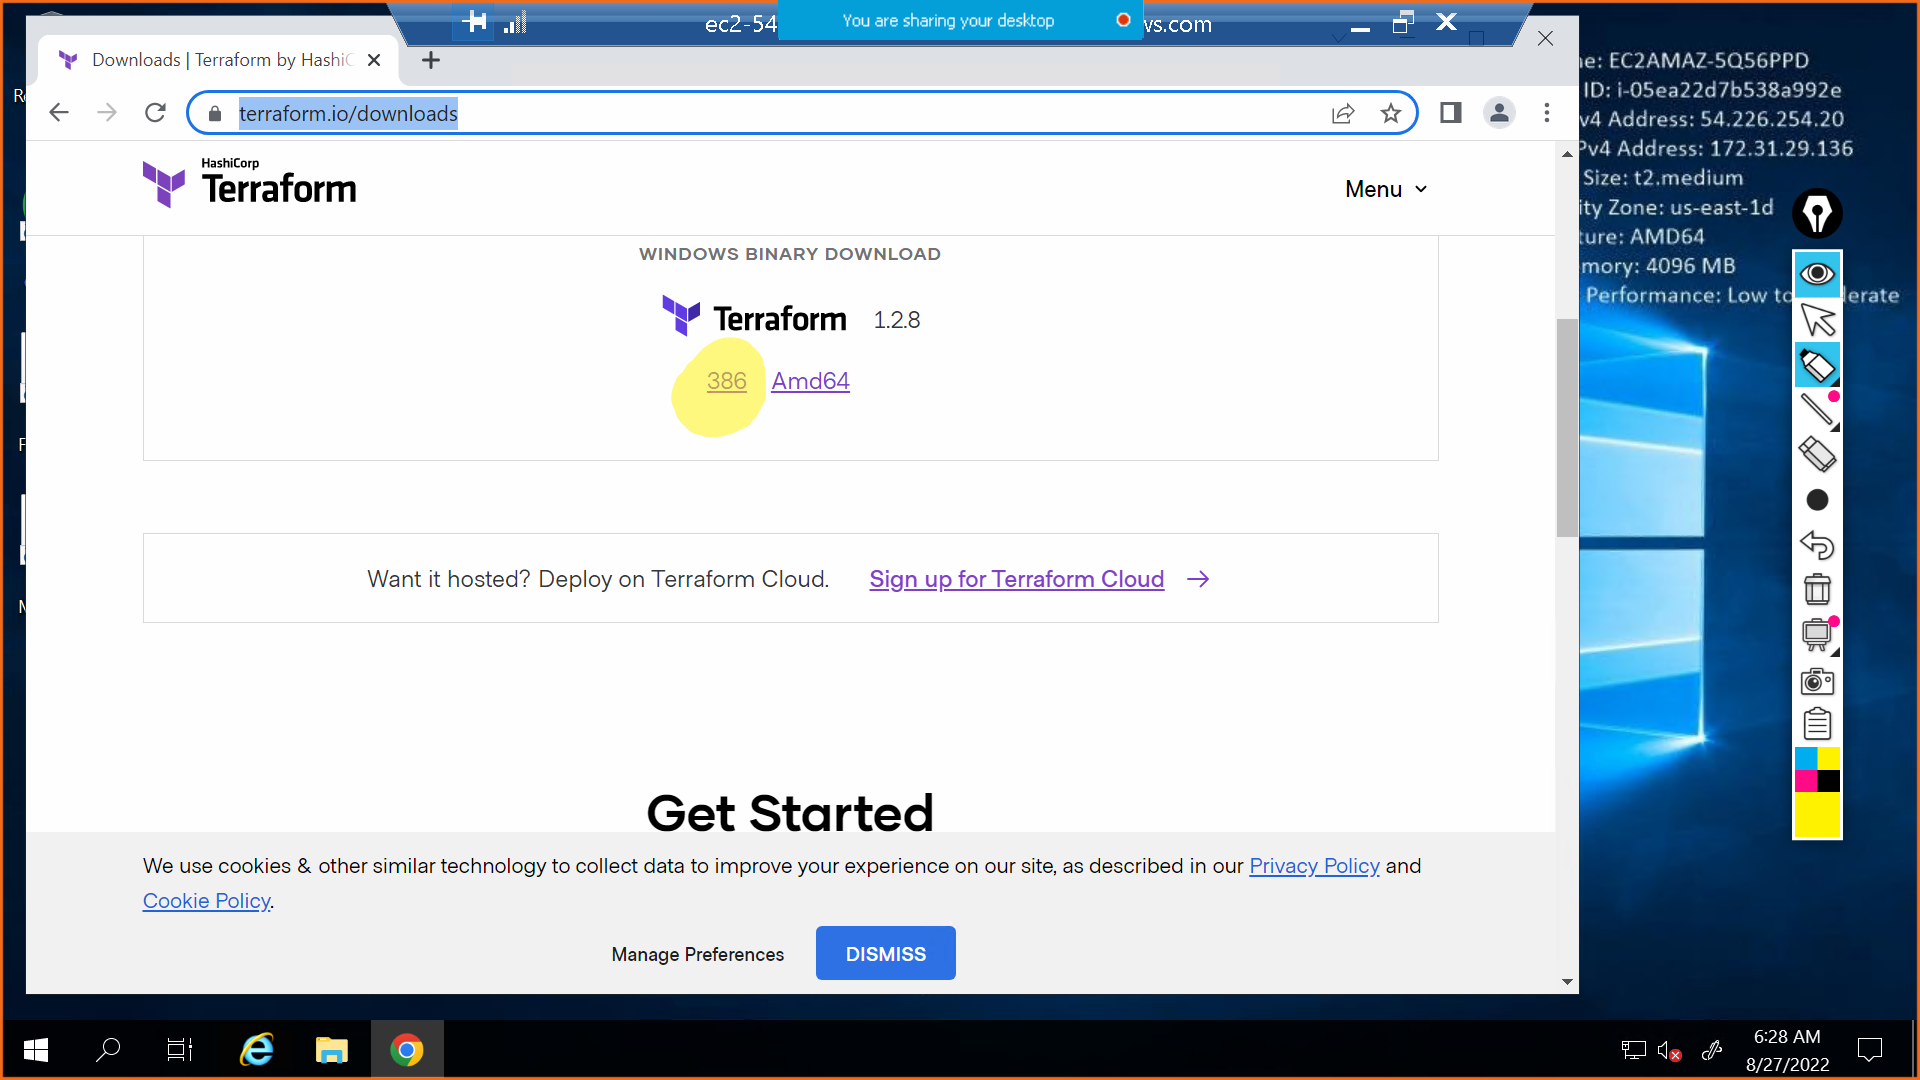 ec2-54
You are sharing your desktop
ws.com
Downloads | Terraform by HashiC
terraform.io/downloads
HashiCorp
Terraform
Menu
WINDOWS BINARY DOWNLOAD
Terraform 1.2.8
386 Amd64
Want it hosted? Deploy on Terraform Cloud. Sign up for Terraform Cloud →
Get Started
We use cookies & other similar technology to collect data to improve your experience on our site, as described in our Privacy Policy and
Cookie Policy.
Manage Preferences
DISMISS
ne: EC2AMAZ-5Q56PPD
ID: i-05ea22d7b538a992e
v4 Address: 54.226.254.20
Pv4 Address: 172.31.29.136
Size: t2.medium
ity Zone: us-east-1d
ture: AMD64
mory: 4096 MB
Performance: Low to erate
6:28 AM
8/27/2022